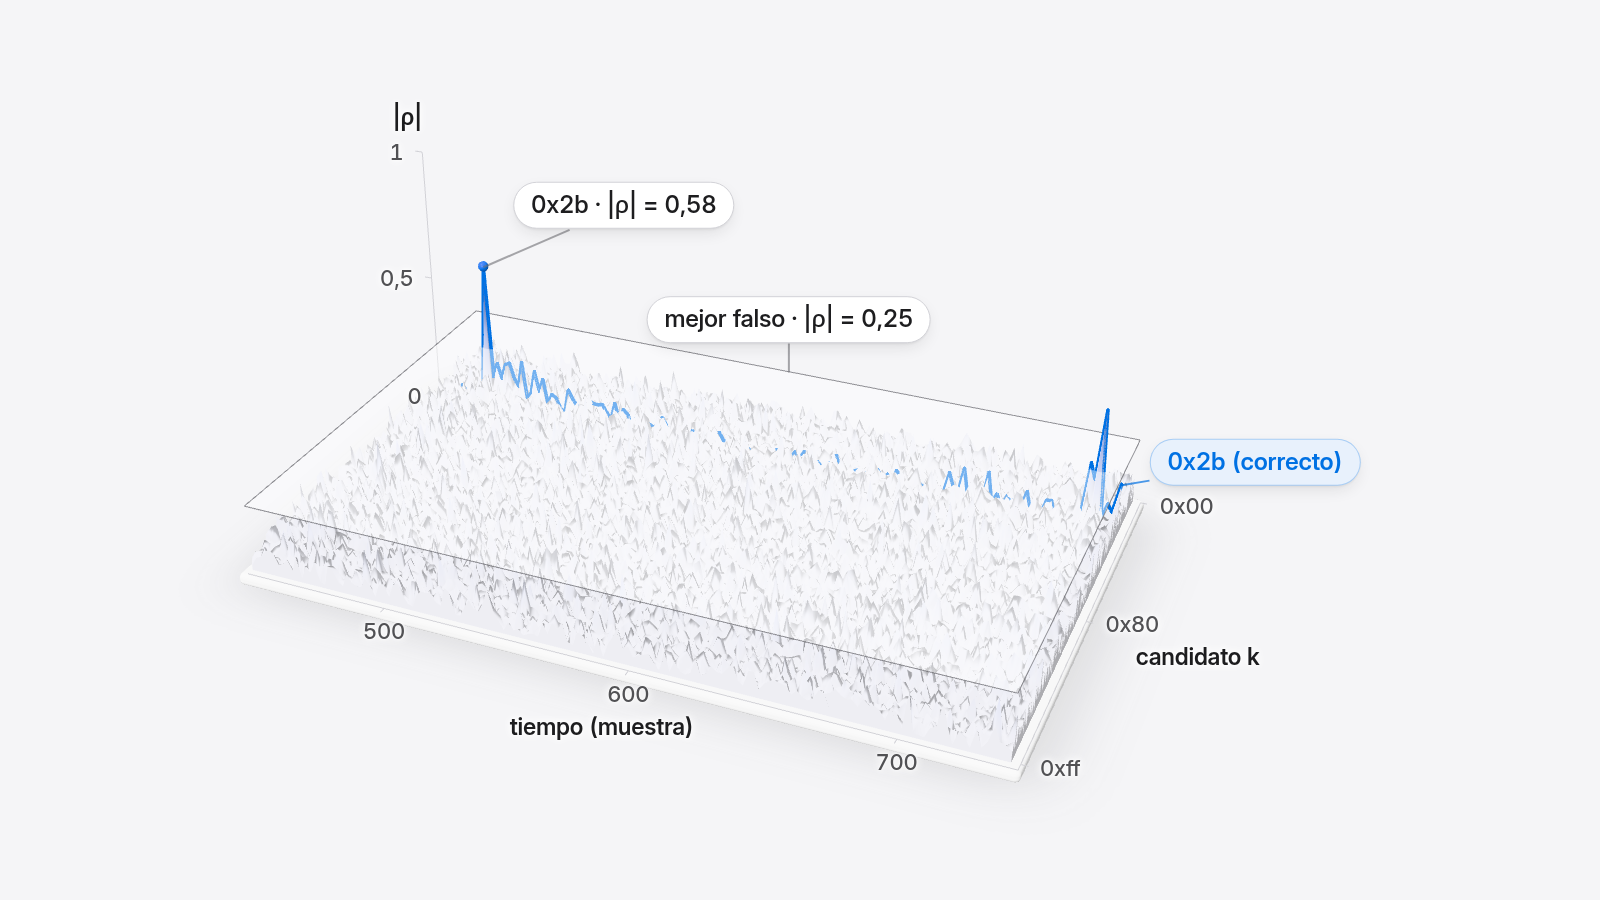 |ρ|
1
0x2b · |ρ| = 0,58
0,5
mejor falso · |ρ| = 0,25
0
0x2b (correcto)
0x00
0x80
candidato k
500
600
tiempo (muestra)
700
0xff